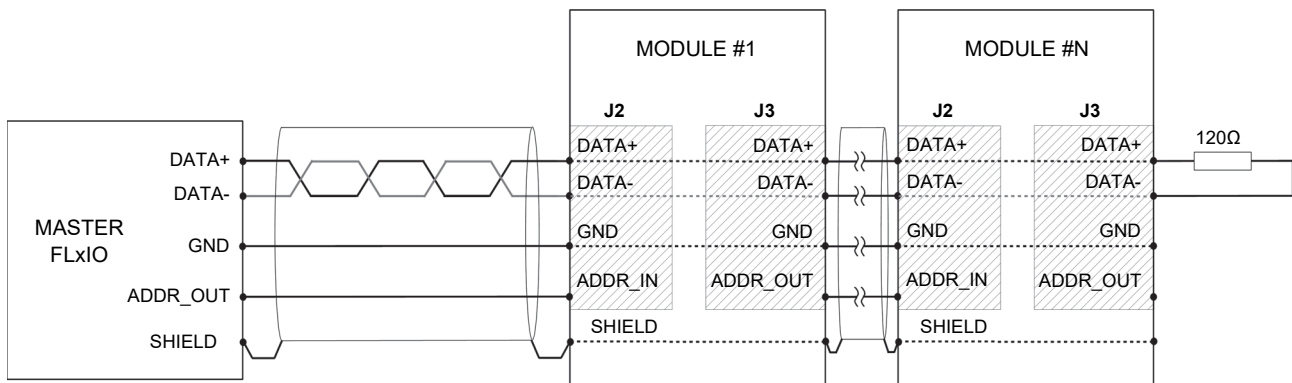 MODULE #1
MODULE #N
J2
J3
J2
J3
120Ω
DATA+
DATA+
DATA+
DATA+
DATA+
DATA-
DATA-
DATA-
DATA-
DATA-
MASTER
FLxIO
GND
GND
GND
GND
GND
ADDR_OUT
ADDR_IN
ADDR_OUT
ADDR_IN
ADDR_OUT
SHIELD
SHIELD
SHIELD